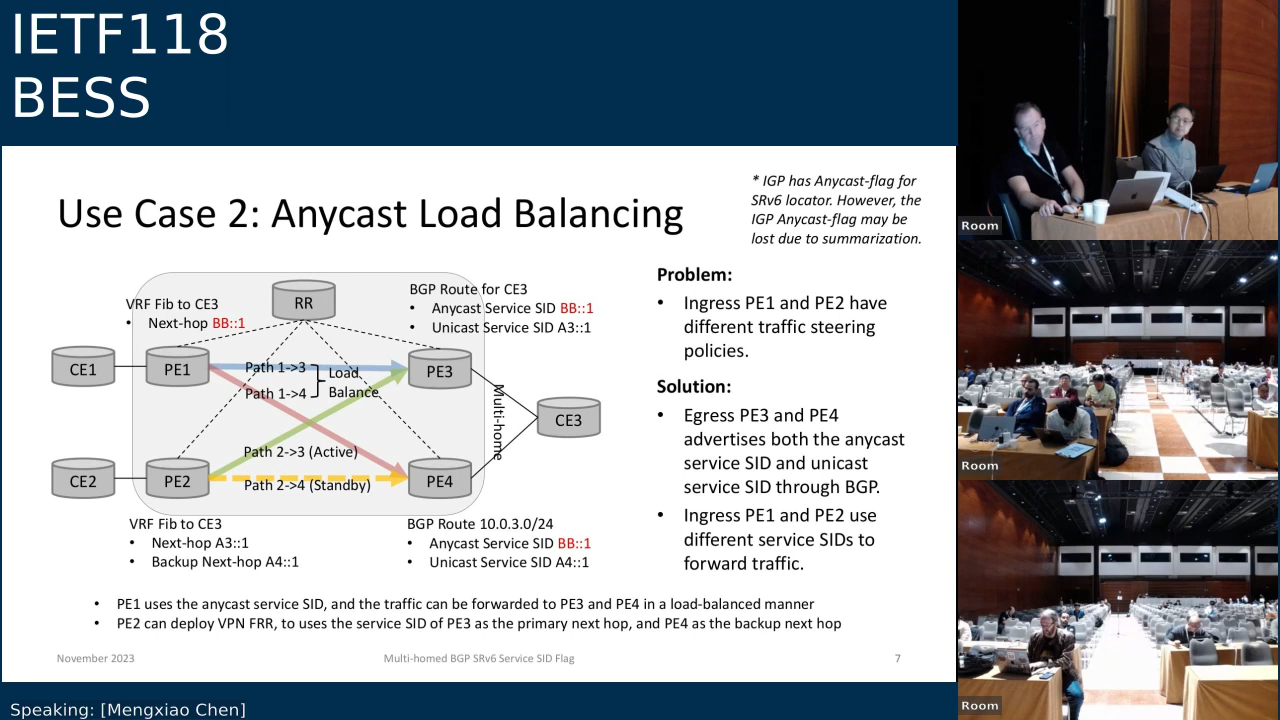 IETF118
BESS
Use Case 2: Anycast Load Balancing
* IGP has Anycast-flag for
SRv6 locator. However, the
IGP Anycast-flag may be
lost due to summarization.
VRF Fib to CE3
• Next-hop BB::1
RR
BGP Route for CE3
• Anycast Service SID BB::1
• Unicast Service SID A3::1
CE1
PE1
Path 1->3
Path 1->4
Load
Balance
PE3
Multi-home
CE3
CE2
PE2
Path 2->3 (Active)
Path 2->4 (Standby)
PE4
VRF Fib to CE3
• Next-hop A3::1
• Backup Next-hop A4::1
BGP Route 10.0.3.0/24
• Anycast Service SID BB::1
• Unicast Service SID A4::1
Problem:
• Ingress PE1 and PE2 have
different traffic steering
policies.
Solution:
• Egress PE3 and PE4
advertises both the anycast
service SID and unicast
service SID through BGP.
• Ingress PE1 and PE2 use
different service SIDs to
forward traffic.
• PE1 uses the anycast service SID, and the traffic can be forwarded to PE3 and PE4 in a load-balanced manner
• PE2 can deploy VPN FRR, to uses the service SID of PE3 as the primary next hop, and PE4 as the backup next hop
November 2023
Multi-homed BGP SRv6 Service SID Flag
7
Speaking: [Mengxiao Chen]
Room
Room
Room